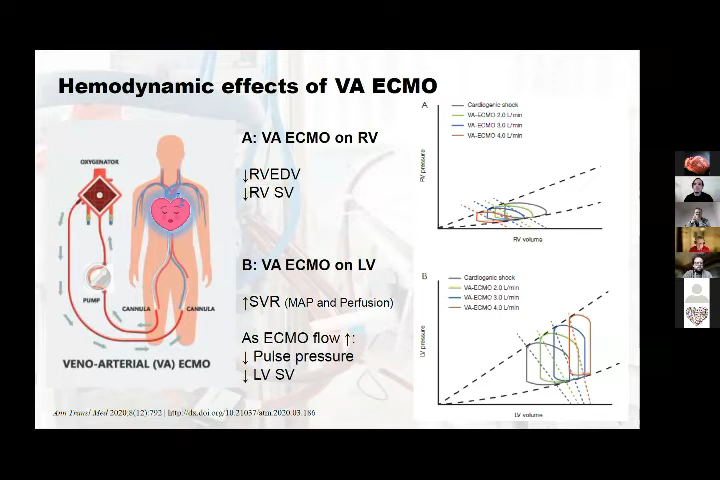 Hemodynamic effects of VA ECMO
OXYGENATOR
PUMP
CANNULA
CANNULA
VENO-ARTERIAL (VA) ECMO
A: VA ECMO on RV
↓RVEDV
↓RV SV
B: VA ECMO on LV
↑SVR (MAP and Perfusion)
As ECMO flow ↑:
↓ Pulse pressure
↓ LV SV
A
Cardiogenic shock
VA-ECMO 2.0 L/min
VA-ECMO 3.0 L/min
VA-ECMO 4.0 L/min
RV pressure
RV volume
B
Cardiogenic shock
VA-ECMO 2.0 L/min
VA-ECMO 3.0 L/min
VA-ECMO 4.0 L/min
LV pressure
LV volume
Ann Transl Med 2020;8(12):792 | http://dx.doi.org/10.21037/atm.2020.03.186